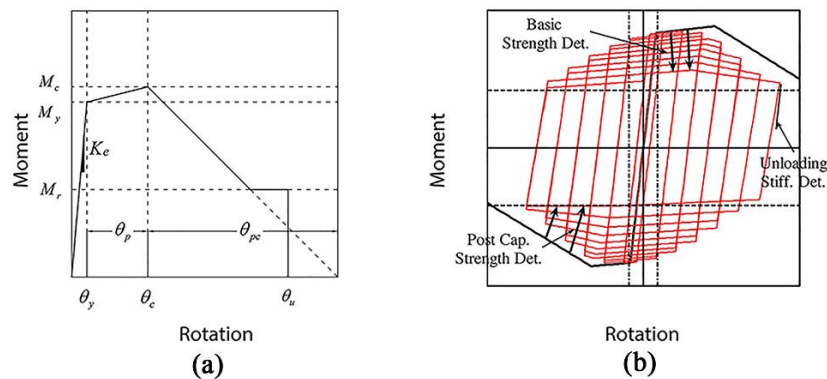 Moment
M_c
M_y
M_r
K_e
θ_p
θ_pc
θ_y
θ_c
θ_u
Rotation
(a)
Moment
Basic
Strength Det.
Unloading
Stiff. Det.
Post Cap.
Strength Det.
Rotation
(b)